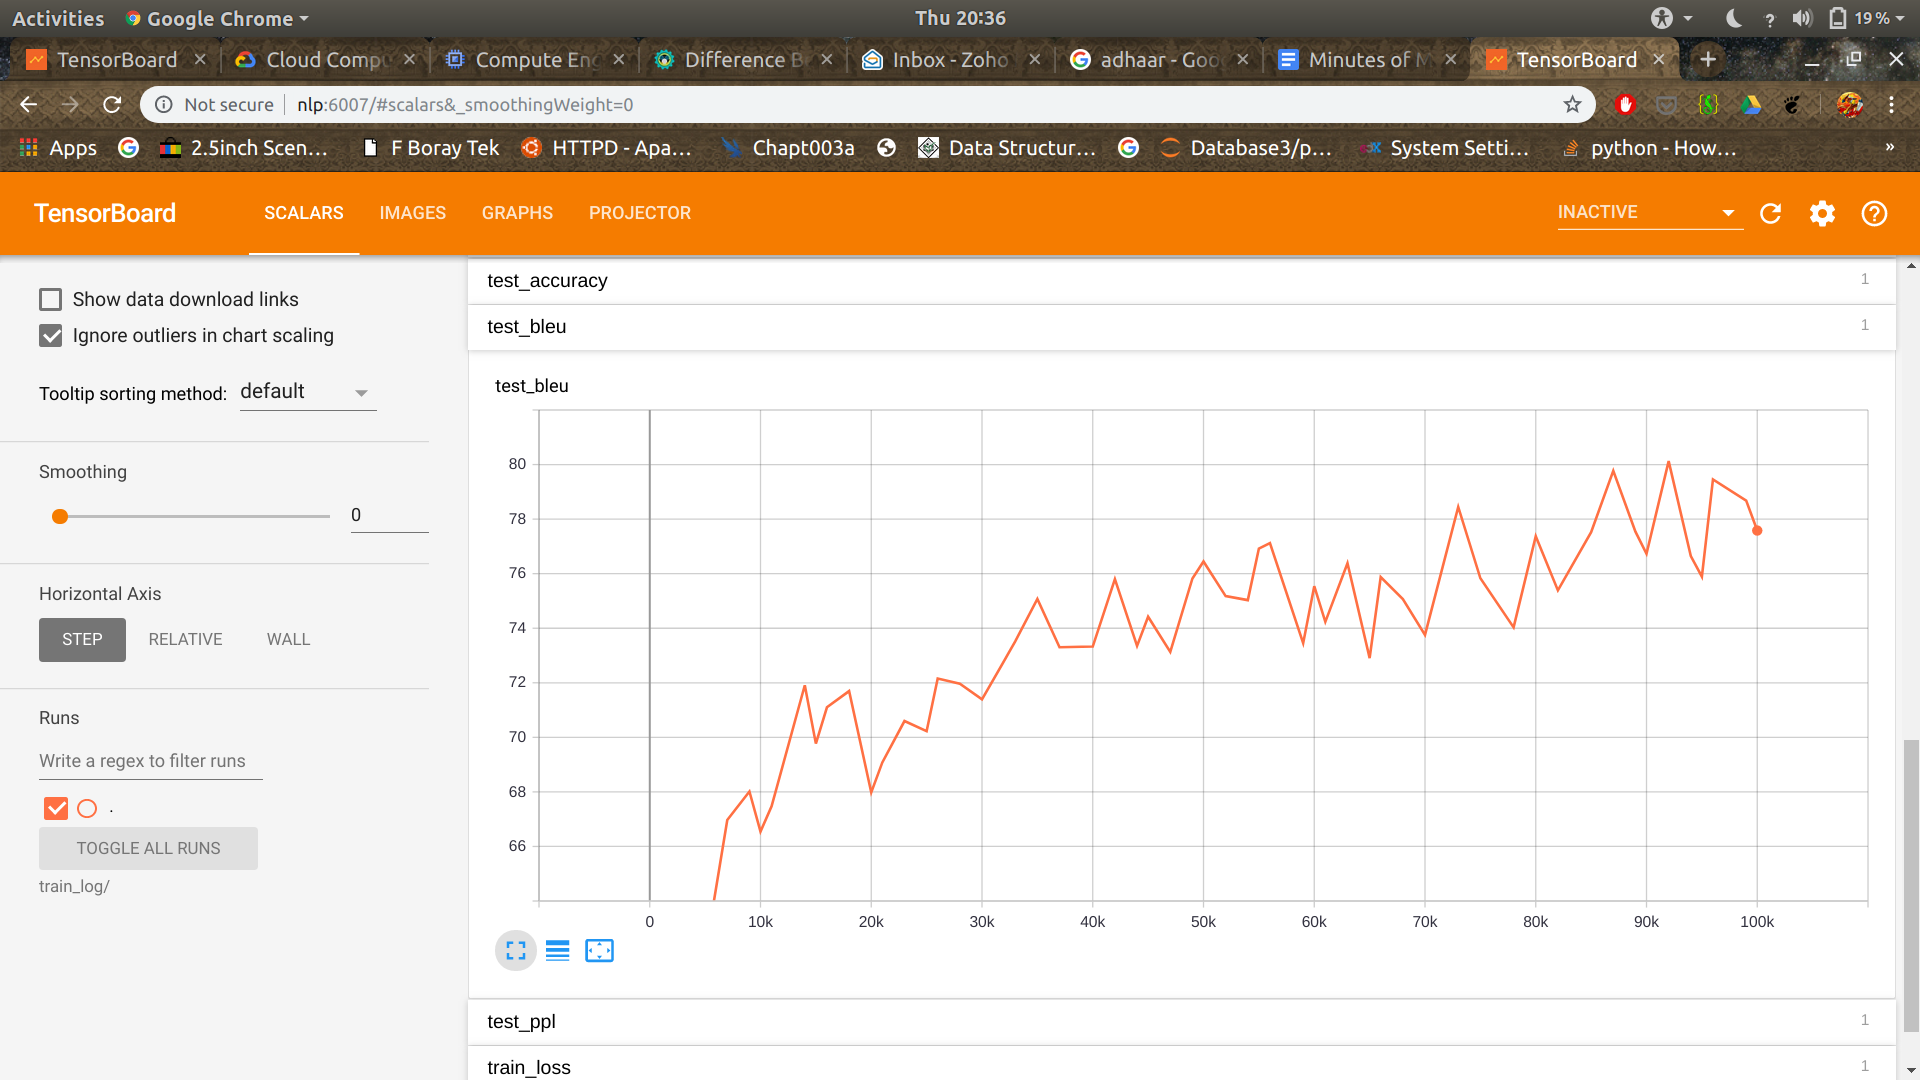 Activities Google Chrome Thu 20:36 ? 19 %
TensorBoard Cloud Comp Compute En Difference B Inbox - Zoho adhaar - Goo Minutes of M TensorBoard
Not secure nlp:6007/#scalars&_smoothingWeight=0
Apps 2.5inch Scen... F Boray Tek HTTPD - Apa... Chapt003a Data Structur... Database3/p... System Setti... python - How... »
TensorBoard SCALARS IMAGES GRAPHS PROJECTOR INACTIVE
Show data download links
Ignore outliers in chart scaling
Tooltip sorting method: default
Smoothing
0
Horizontal Axis
STEP RELATIVE WALL
Runs
Write a regex to filter runs
.
TOGGLE ALL RUNS
train_log/
test_accuracy 1
test_bleu 1
test_bleu
80
78
76
74
72
70
68
66
0 10k 20k 30k 40k 50k 60k 70k 80k 90k 100k
test_ppl 1
train_loss 1